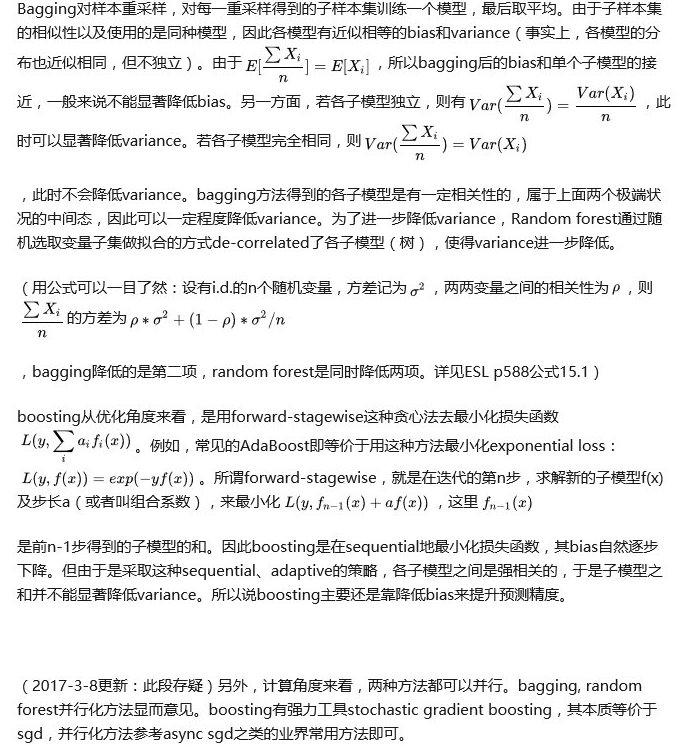 Bagging对样本重采样，对每一重采样得到的子样本集训练一个模型，最后取平均。由于子样本集
的相似性以及使用的是同种模型，因此各模型有近似相等的bias和variance（事实上，各模型的分
布也近似相同，但不独立）。由于 E[∑X_i/n] = E[X_i] ，所以bagging后的bias和单个子模型的接
近，一般来说不能显著降低bias。另一方面，若各子模型独立，则有 Var(∑X_i/n) = Var(X_i)/n ，此
时可以显著降低variance。若各子模型完全相同，则 Var(∑X_i/n) = Var(X_i)
，此时不会降低variance。bagging方法得到的各子模型是有一定相关性的，属于上面两个极端状
况的中间态，因此可以一定程度降低variance。为了进一步降低variance，Random forest通过随
机选取变量子集做拟合的方式de-correlated了各子模型（树），使得variance进一步降低。
（用公式可以一目了然：设有i.d.的n个随机变量，方差记为 σ² ，两两变量之间的相关性为 ρ ，则
∑X_i/n 的方差为 ρ * σ² + (1 − ρ) * σ²/n
，bagging降低的是第二项，random forest是同时降低两项。详见ESL p588公式15.1）
boosting从优化角度来看，是用forward-stagewise这种贪心法去最小化损失函数
L(y, ∑_i a_i f_i(x)) 。例如，常见的AdaBoost即等价于用这种方法最小化exponential loss：
L(y, f(x)) = exp(−yf(x)) 。所谓forward-stagewise，就是在迭代的第n步，求解新的子模型f(x)
及步长a（或者叫组合系数），来最小化 L(y, f_{n−1}(x) + af(x)) ，这里 f_{n−1}(x)
是前n-1步得到的子模型的和。因此boosting是在sequential地最小化损失函数，其bias自然逐步
下降。但由于是采取这种sequential、adaptive的策略，各子模型之间是强相关的，于是子模型之
和并不能显著降低variance。所以说boosting主要还是靠降低bias来提升预测精度。
（2017-3-8更新：此段存疑）另外，计算角度来看，两种方法都可以并行。bagging, random
forest并行化方法显而意见。boosting有强力工具stochastic gradient boosting，其本质等价于
sgd，并行化方法参考async sgd之类的业界常用方法即可。